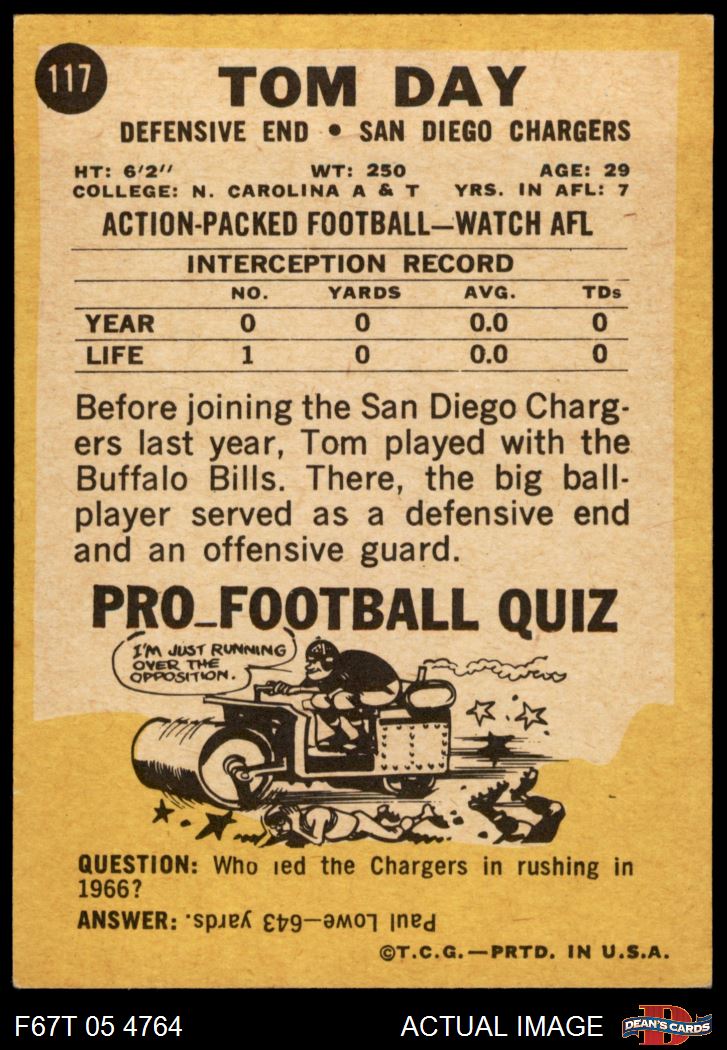 117
TOM DAY
DEFENSIVE END • SAN DIEGO CHARGERS
HT: 6'2" WT: 250 AGE: 29
COLLEGE: N. CAROLINA A & T YRS. IN AFL: 7
ACTION-PACKED FOOTBALL—WATCH AFL
INTERCEPTION RECORD
NO. YARDS AVG. TDs
YEAR 0 0 0.0 0
LIFE 1 0 0.0 0
Before joining the San Diego Charg-
ers last year, Tom played with the
Buffalo Bills. There, the big ball-
player served as a defensive end
and an offensive guard.
PRO-FOOTBALL QUIZ
I'M JUST RUNNING
OVER THE
OPPOSITION.
QUESTION: Who led the Chargers in rushing in
1966?
ANSWER: Paul Lowe—643 yards.
©T.C.G.—PRTD. IN U.S.A.
F67T 05 4764 ACTUAL IMAGE DEAN'S CARDS